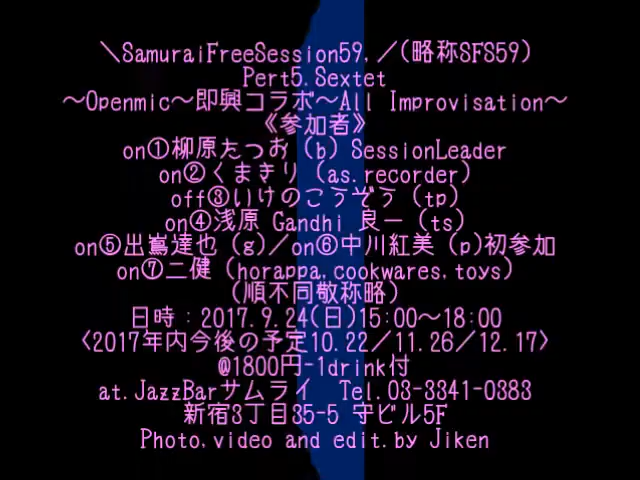 ＼SamuraiFreeSession59,／(略称SFS59)
Pert5.Sextet
～Openmic～即興コラボ～All Improvisation～
《参加者》
on①柳原たつお (b) SessionLeader
on②くまきり (as.recorder)
off③いけのこうぞう (tp)
on④浅原 Gandhi 良一 (ts)
on⑤出嶌達也 (g)／on⑥中川紅美 (p)初参加
on⑦二健 (horappa,cookwares,toys)
(順不同敬称略)
日時：2017.9.24(日)15:00～18:00
〈2017年内今後の予定10.22／11.26／12.17〉
@1800円-1drink付
at.JazzBarサムライ　Tel.03-3341-0383
新宿3丁目35-5 守ビル5F
Photo,video and edit.by Jiken